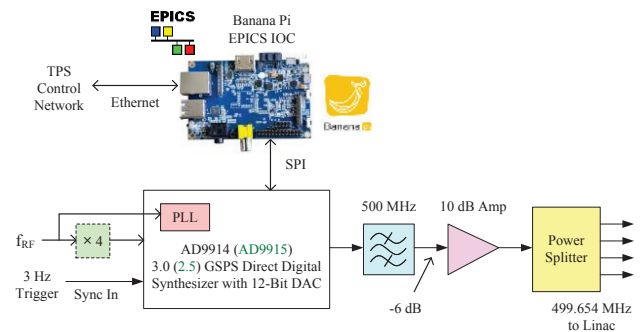 EPICS
Banana Pi
EPICS IOC
TPS
Control
Network
Ethernet
Banana Pi
SPI
PLL
fRF
× 4
AD9914 (AD9915)
3.0 (2.5) GSPS Direct Digital
Synthesizer with 12-Bit DAC
3 Hz
Trigger
Sync In
500 MHz
10 dB Amp
-6 dB
Power
Splitter
499.654 MHz
to Linac